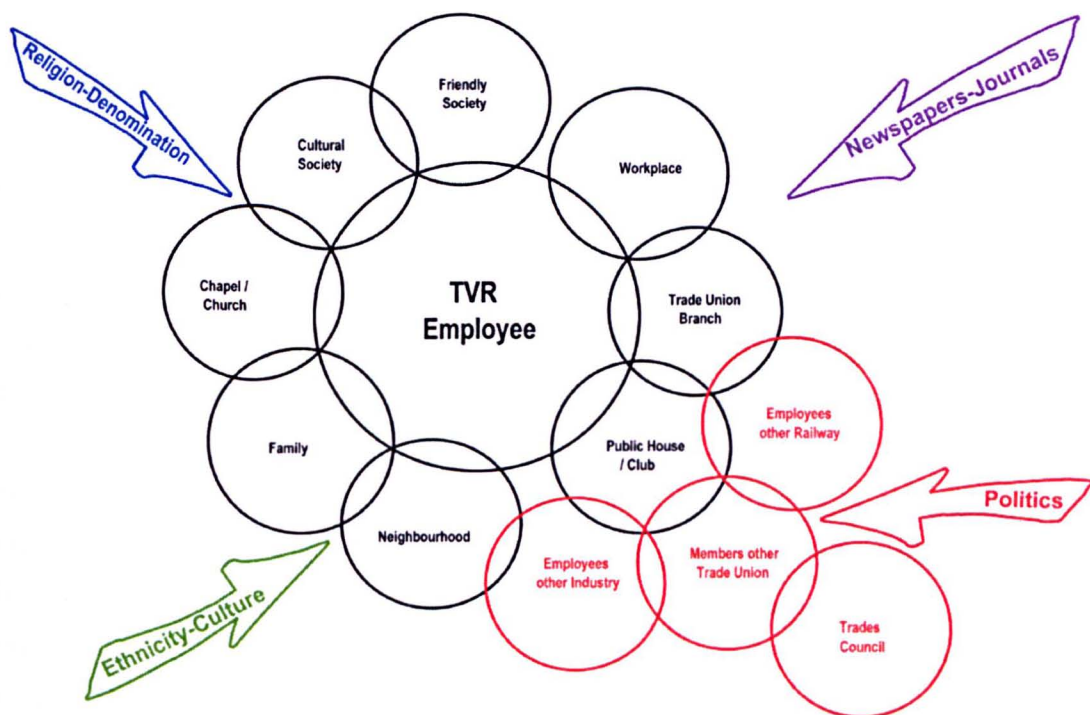 Religion-Denomination
Newspapers-Journals
Friendly
Society
Cultural
Society
Workplace
Chapel /
Church
TVR
Employee
Trade Union
Branch
Family
Public House
/ Club
Employees
other Railway
Neighbourhood
Employees
other Industry
Members other
Trade Union
Politics
Trades
Council
Ethnicity-Culture